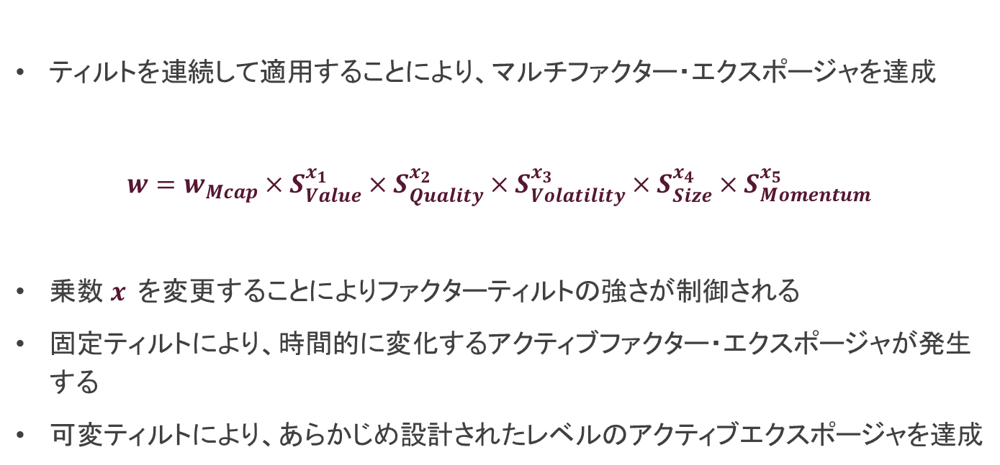 • ティルトを連続して適用することにより、マルチファクター・エクスポージャを達成
w = w_{Mcap} × S_{Value}^{x_1} × S_{Quality}^{x_2} × S_{Volatility}^{x_3} × S_{Size}^{x_4} × S_{Momentum}^{x_5}
• 乗数 x を変更することによりファクターティルトの強さが制御される
• 固定ティルトにより、時間的に変化するアクティブファクター・エクスポージャが発生
する
• 可変ティルトにより、あらかじめ設計されたレベルのアクティブエクスポージャを達成